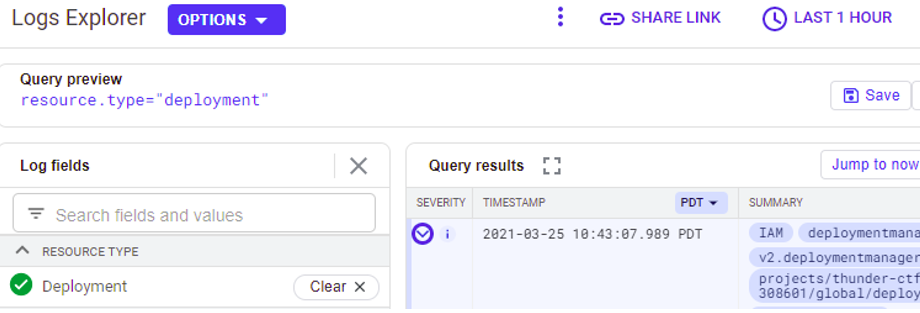 Logs Explorer OPTIONS SHARE LINK LAST 1 HOUR
Query preview
resource.type="deployment"
Save
Log fields
Query results
Jump to now
Search fields and values
SEVERITY TIMESTAMP PDT SUMMARY
RESOURCE TYPE
Deployment Clear
i 2021-03-25 10:43:07.989 PDT IAM deploymentmana
v2.deploymentmanager
projects/thunder-ctf
308601/global/deploy